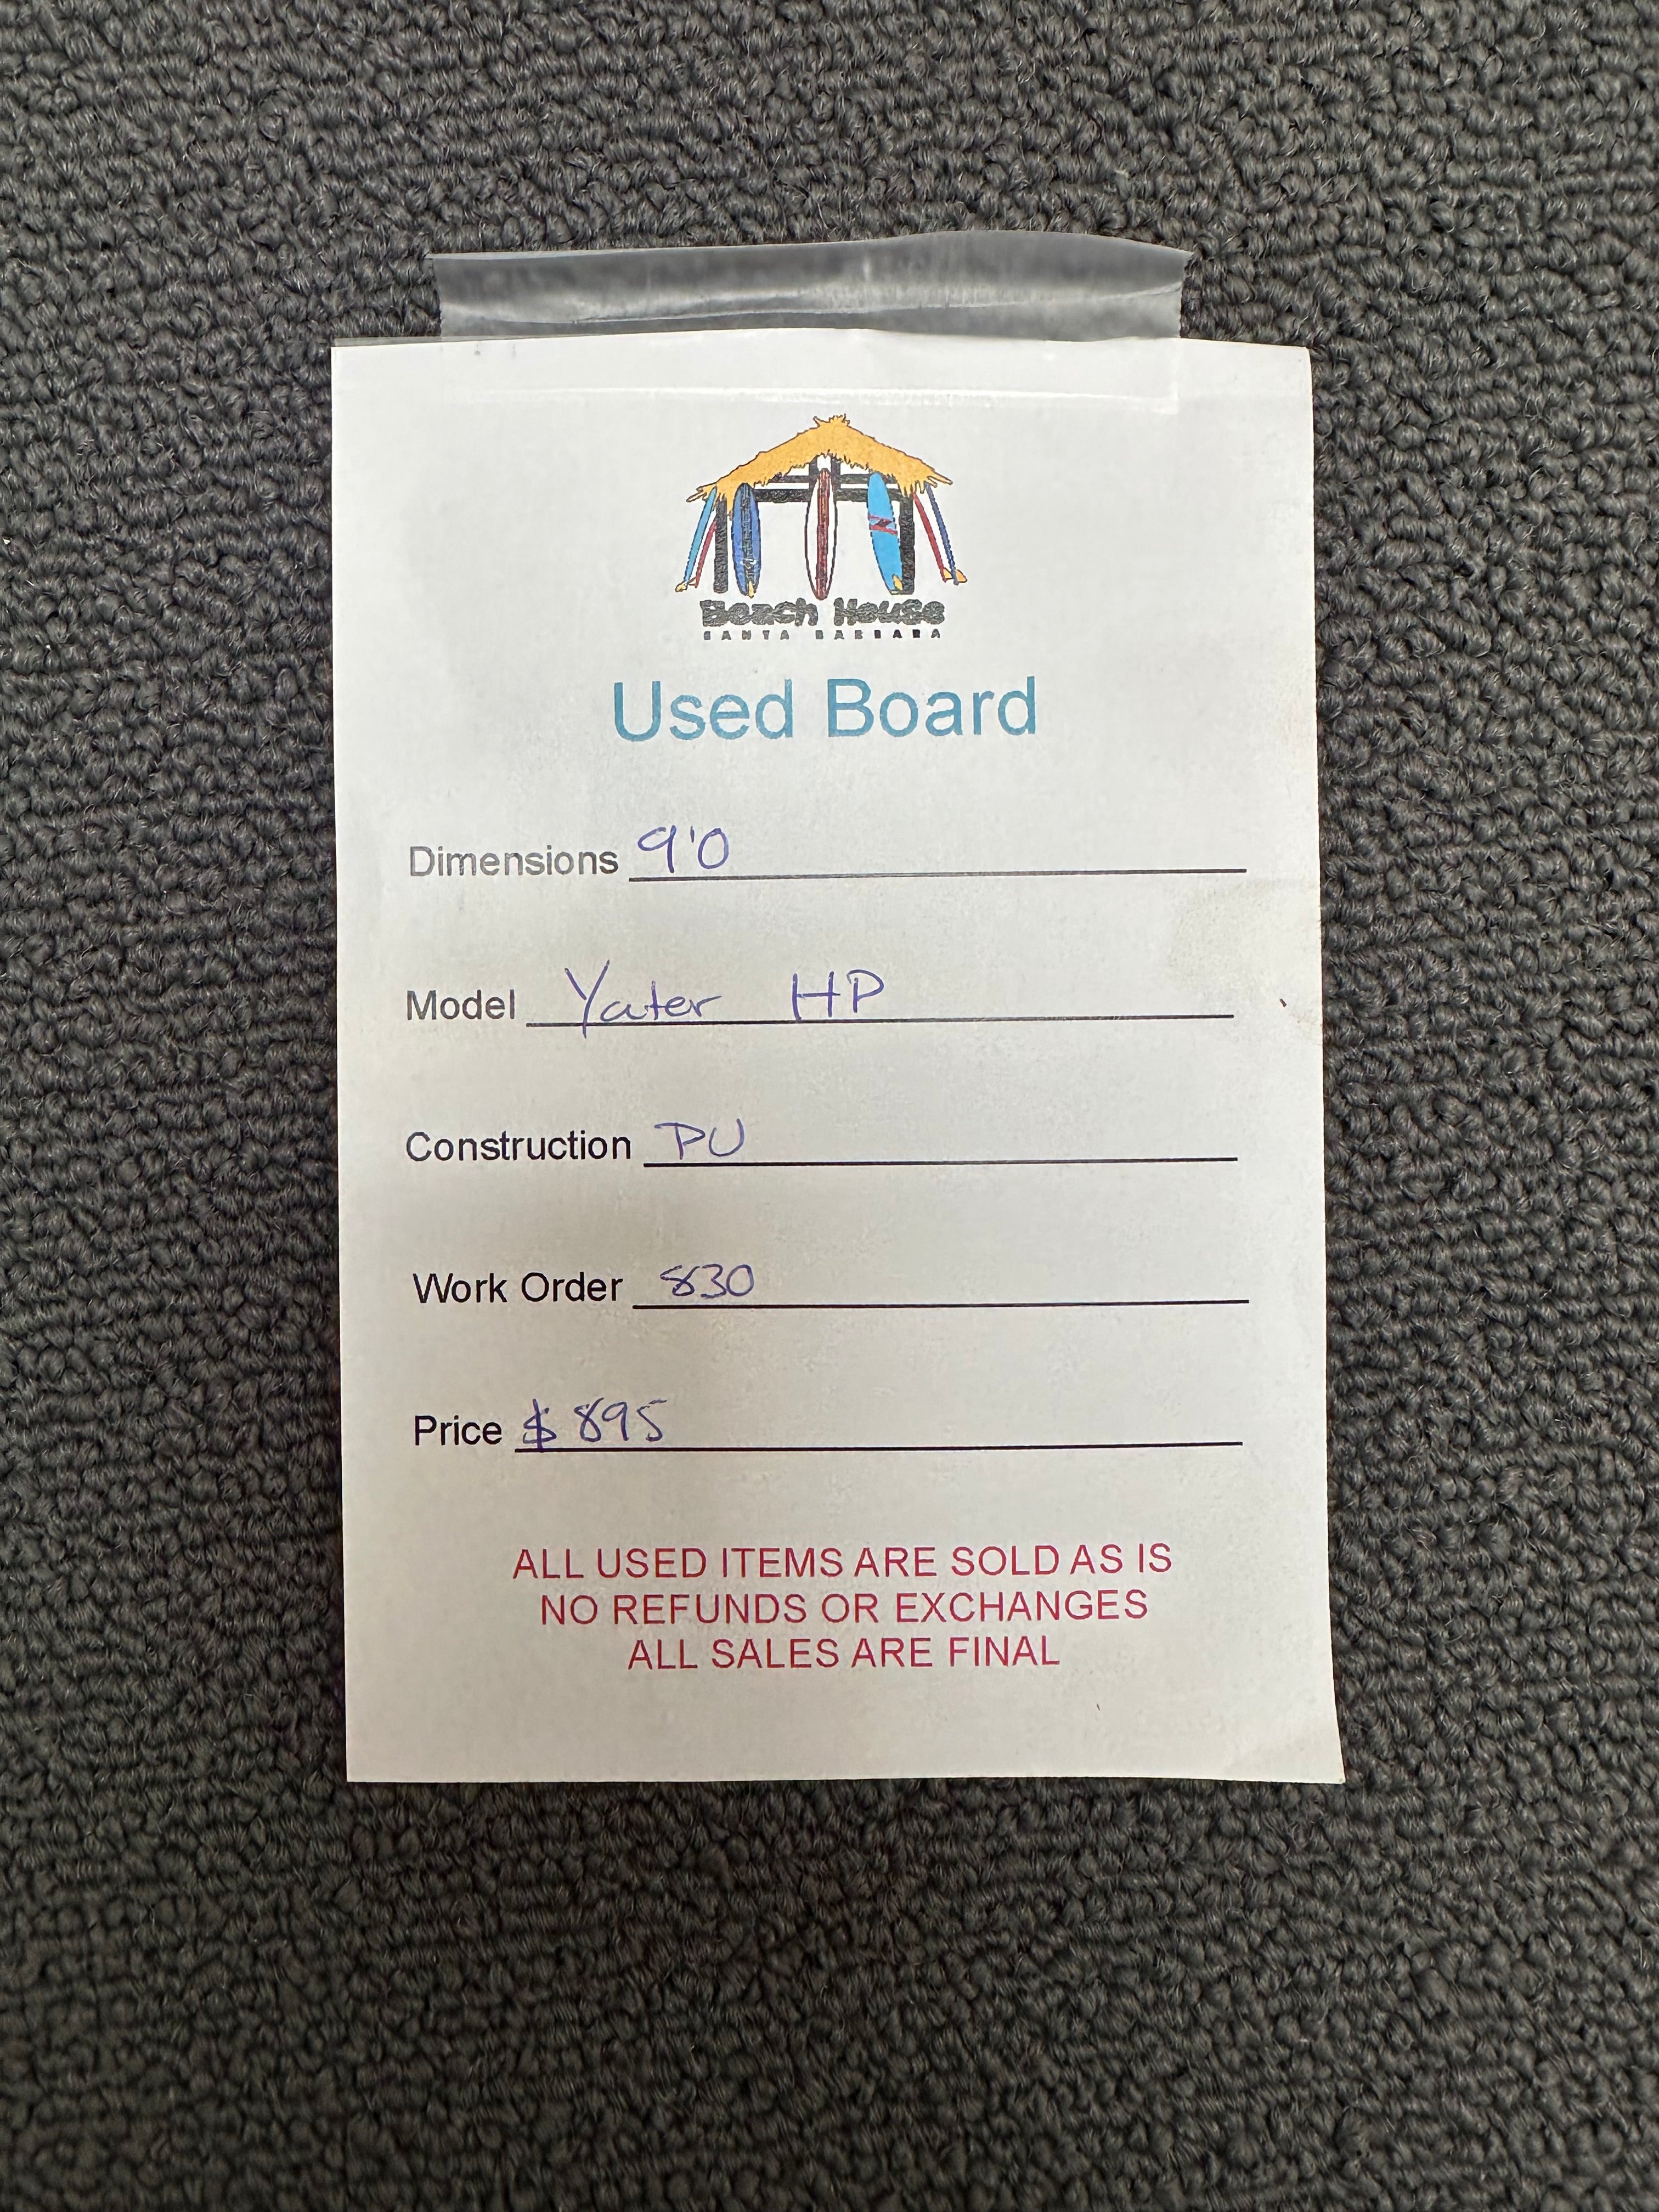 Beach House
SANTA BARBARA
Used Board
Dimensions 9'0
Model Yater HP
Construction PU
Work Order 830
Price $895
ALL USED ITEMS ARE SOLD AS IS
NO REFUNDS OR EXCHANGES
ALL SALES ARE FINAL